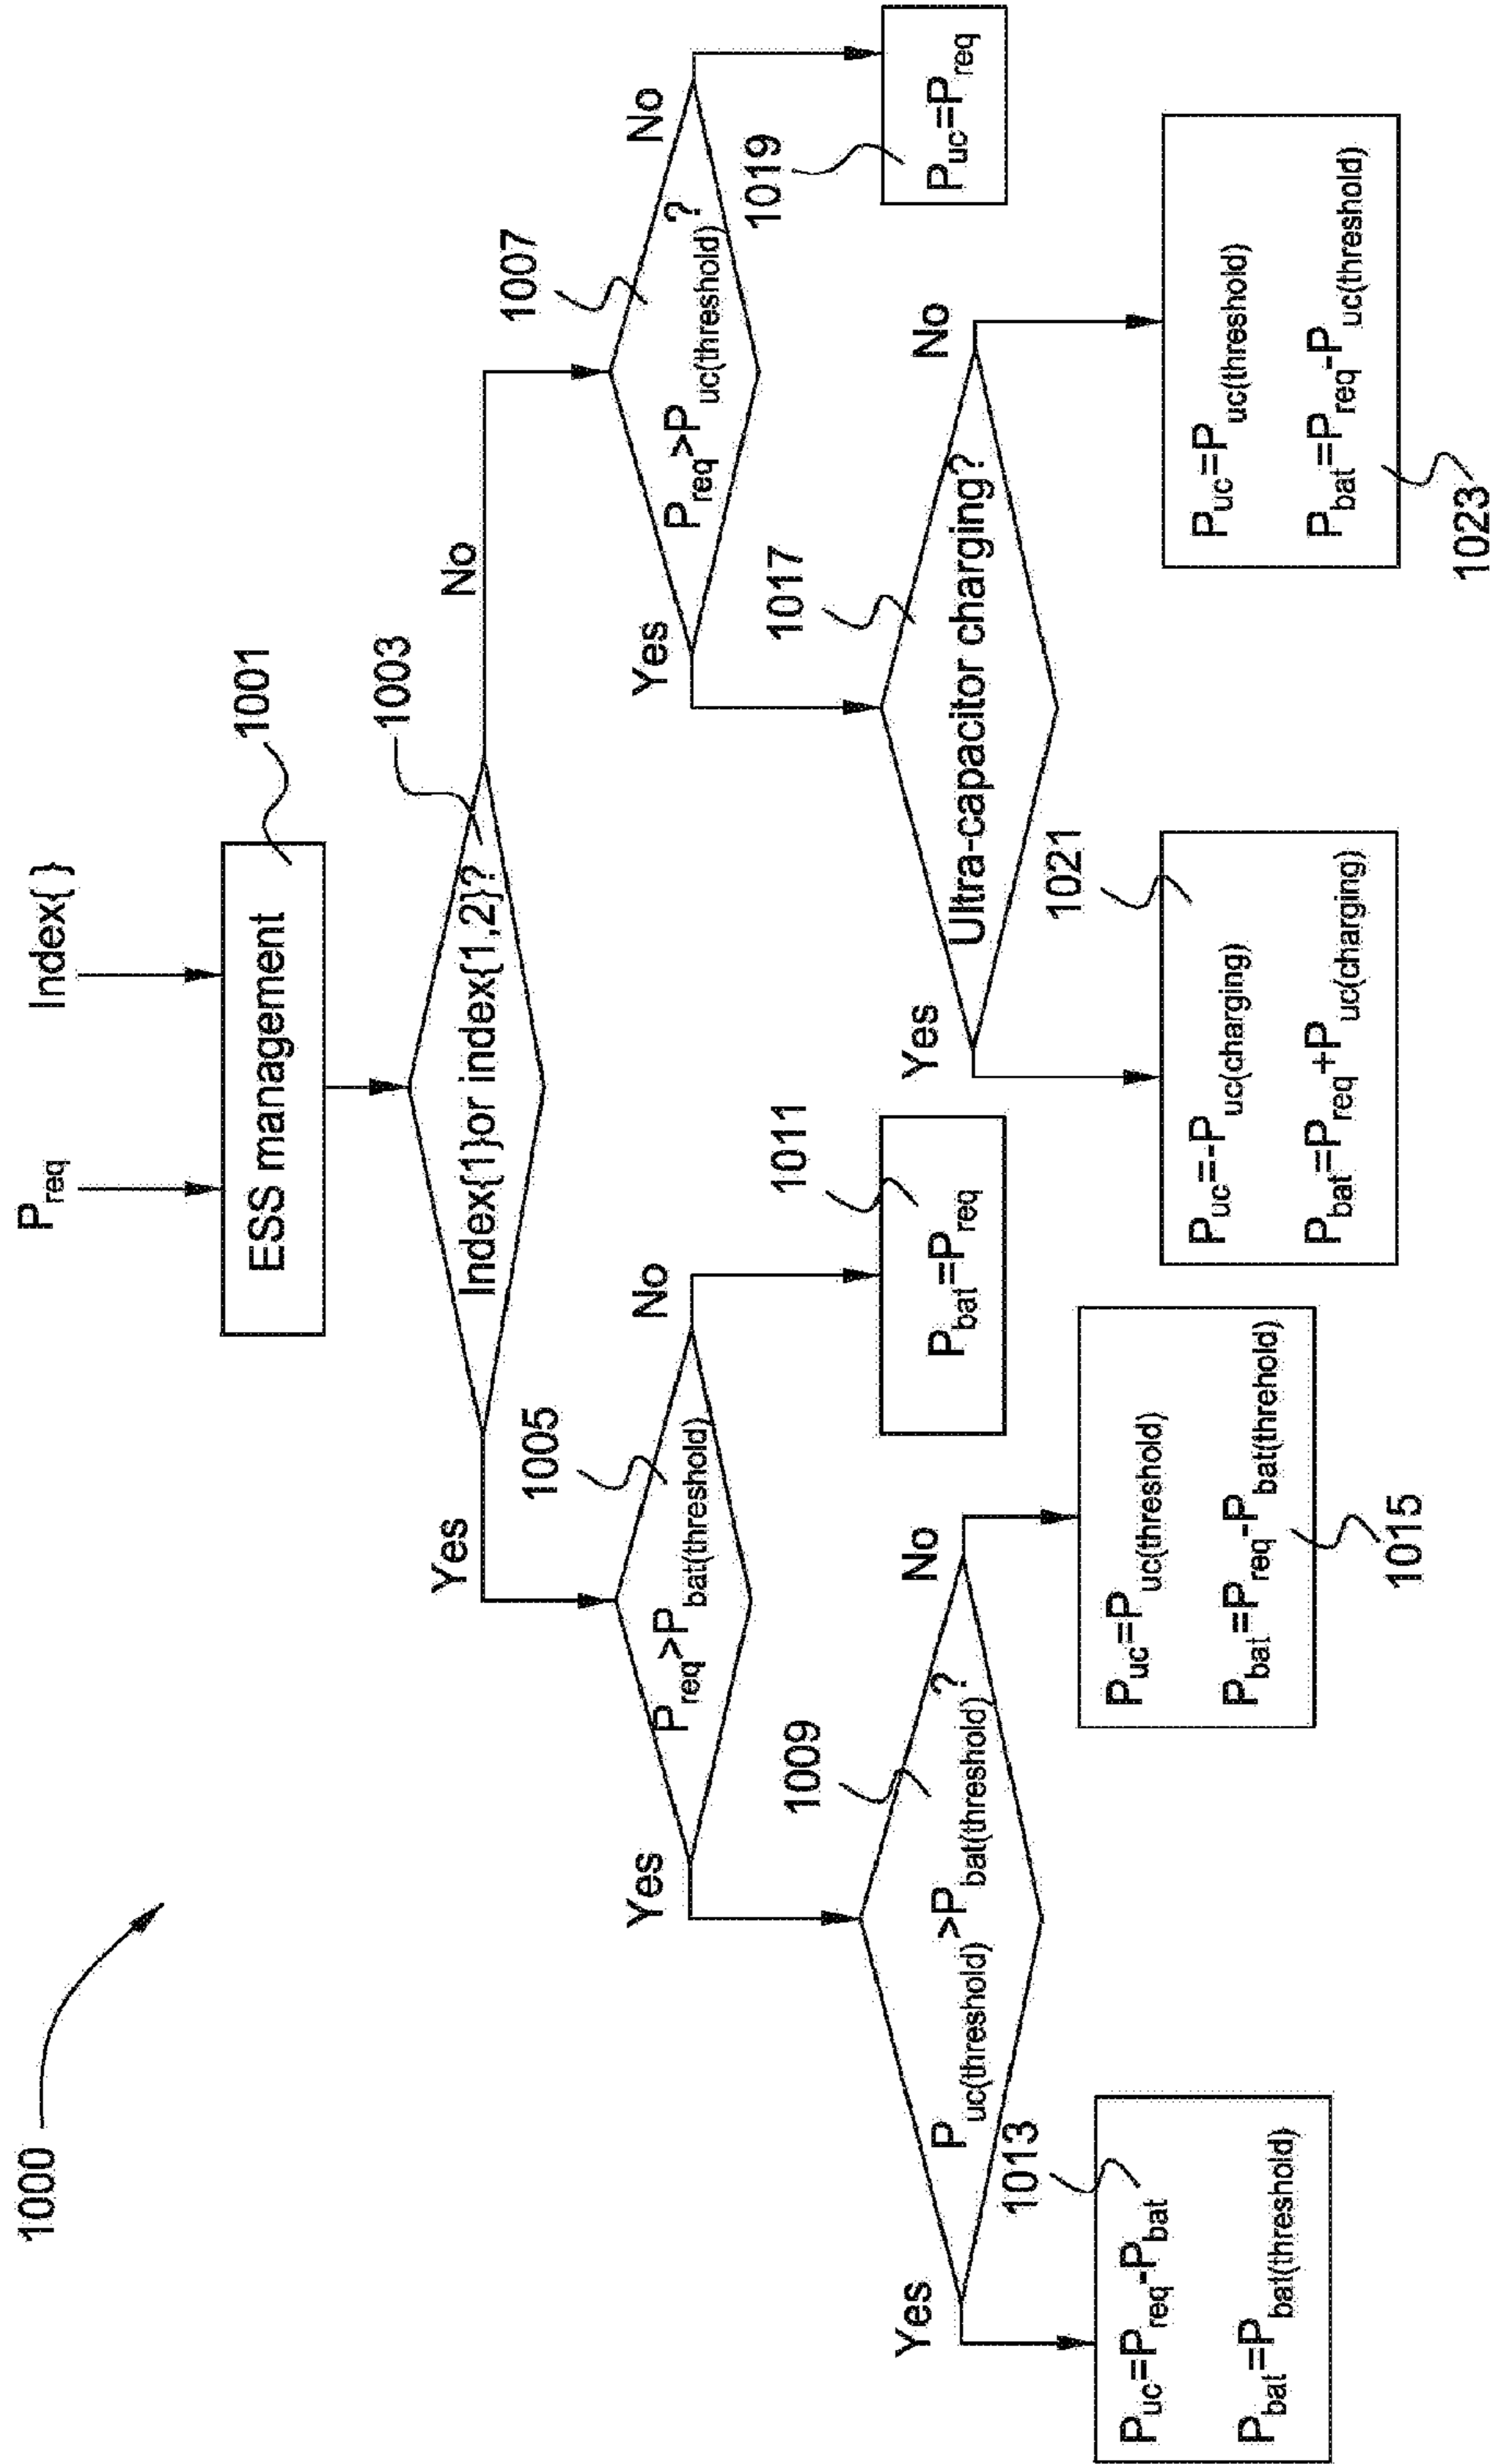 1000
P_req
Index{ }
ESS management
1001
Index{1}or index{1,2}?
1003
Yes
No
P_req>P_bat(threshold)
1005
P_req>P_uc(threshold)?
1007
Yes
No
Yes
No
P_uc(threshold)>P_bat(threshold)?
1009
P_bat=P_req
1011
Ultra-capacitor charging?
1017
P_uc=P_req
1019
Yes
No
Yes
No
P_uc=P_req-P_bat
P_bat=P_bat(threshold)
1013
P_uc=P_uc(threshold)
P_bat=P_req-P_bat(threhold)
1015
P_uc=-P_uc(charging)
P_bat=P_req+P_uc(charging)
1021
P_uc=P_uc(threshold)
P_bat=P_req-P_uc(threshold)
1023